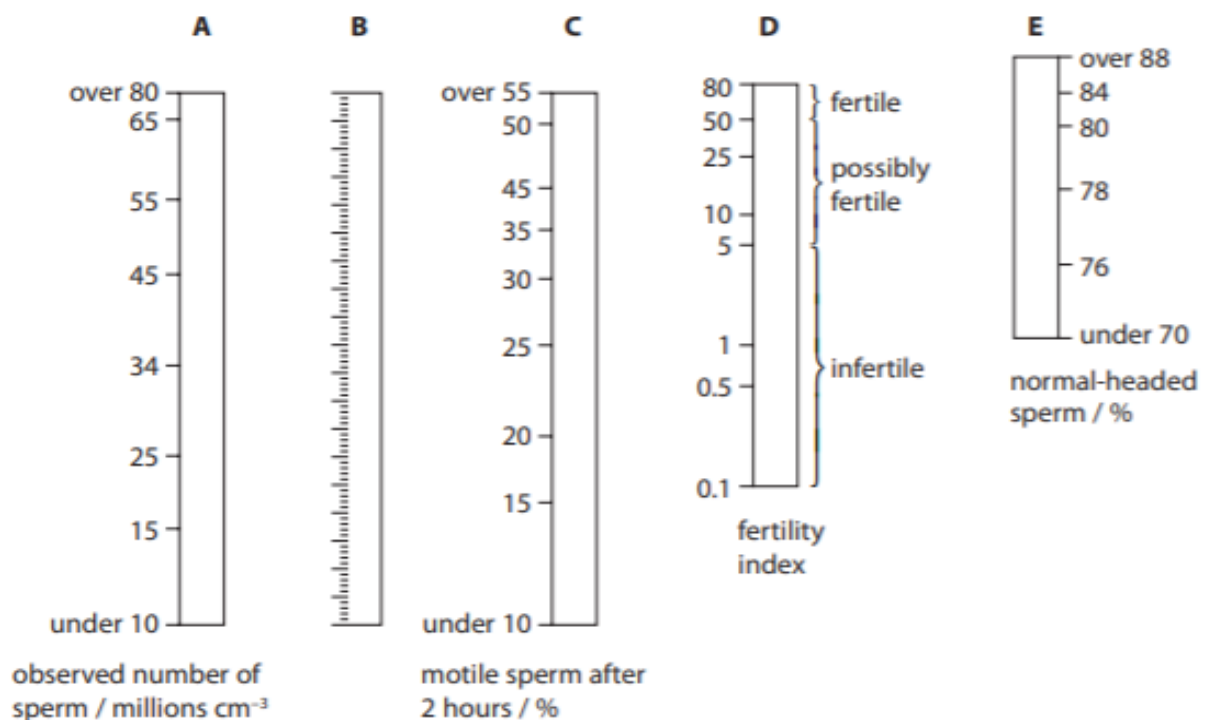 A
B
C
D
E
over 80
65
55
45
34
25
15
under 10
observed number of
sperm / millions cm⁻³
over 55
50
45
35
30
25
20
15
under 10
motile sperm after
2 hours / %
80
50
25
10
5
1
0.5
0.1
fertile
possibly
fertile
infertile
fertility
index
over 88
84
80
78
76
under 70
normal-headed
sperm / %